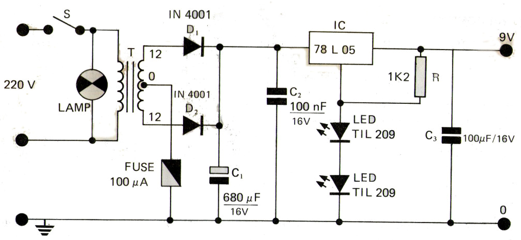 S
220 V
LAMP
T
12
0
12
IN 4001
D1
IN 4001
D2
FUSE
100 µA
C1
680 µF
16V
C2
100 nF
16V
IC
78 L 05
1K2
R
LED
TIL 209
LED
TIL 209
C3
100µF/16V
9V
0